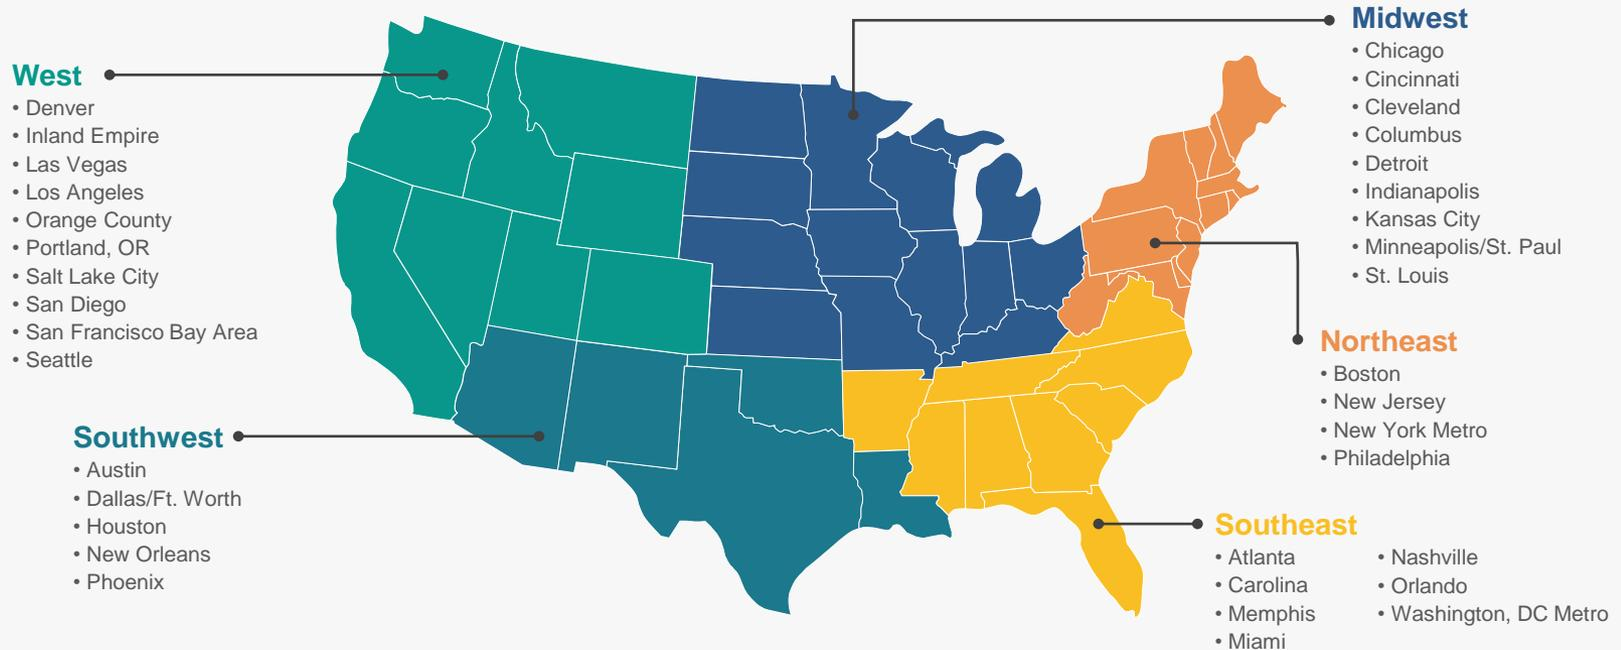 West
• Denver
• Inland Empire
• Las Vegas
• Los Angeles
• Orange County
• Portland, OR
• Salt Lake City
• San Diego
• San Francisco Bay Area
• Seattle
Southwest
• Austin
• Dallas/Ft. Worth
• Houston
• New Orleans
• Phoenix
Midwest
• Chicago
• Cincinnati
• Cleveland
• Columbus
• Detroit
• Indianapolis
• Kansas City
• Minneapolis/St. Paul
• St. Louis
Northeast
• Boston
• New Jersey
• New York Metro
• Philadelphia
Southeast
• Atlanta
• Carolina
• Memphis
• Miami
• Nashville
• Orlando
• Washington, DC Metro